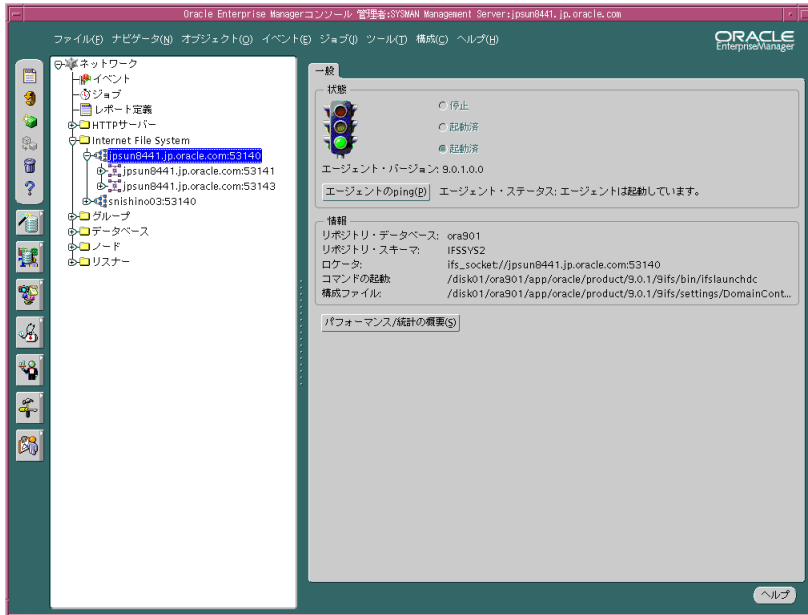 Oracle Enterprise Managerコンソール 管理者:SYSMAN Management Server:jpsun8441.jp.oracle.com
ファイル(F) ナビゲータ(N) オブジェクト(O) イベント(E) ジョブ(J) ツール(T) 構成(C) ヘルプ(H)
ORACLE
EnterpriseManager
ネットワーク
イベント
ジョブ
レポート定義
HTTPサーバー
Internet File System
jpsun8441.jp.oracle.com:53140
jpsun8441.jp.oracle.com:53141
jpsun8441.jp.oracle.com:53143
snishino03:53140
グループ
データベース
ノード
リスナー
一般
状態
停止
起動済
起動済
エージェント・バージョン: 9.0.1.0.0
エージェントのping(P) エージェント・ステータス: エージェントは起動しています。
情報
リポジトリ・データベース: ora901
リポジトリ・スキーマ: IFSSYS2
ロケータ: ifs_socket://jpsun8441.jp.oracle.com:53140
コマンドの起動: /disk01/ora901/app/oracle/product/9.0.1/9ifs/bin/ifslaunchdc
構成ファイル: /disk01/ora901/app/oracle/product/9.0.1/9ifs/settings/DomainCont...
パフォーマンス/統計の概要(S)
ヘルプ